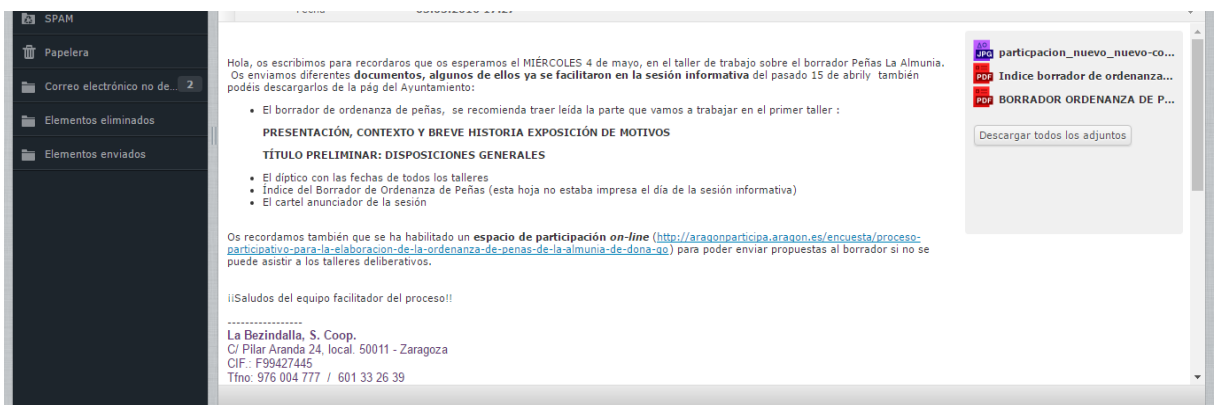 SPAM
Papelera
Correo electrónico no de... 2
Elementos eliminados
Elementos enviados
Hola, os escribimos para recordaros que os esperamos el MIÉRCOLES 4 de mayo, en el taller de trabajo sobre el borrador Peñas La Almunia.
Os enviamos diferentes documentos, algunos de ellos ya se facilitaron en la sesión informativa del pasado 15 de abrily también
podéis descargarlos de la pág del Ayuntamiento:
• El borrador de ordenanza de peñas, se recomienda traer leída la parte que vamos a trabajar en el primer taller :
PRESENTACIÓN, CONTEXTO Y BREVE HISTORIA EXPOSICIÓN DE MOTIVOS
TÍTULO PRELIMINAR: DISPOSICIONES GENERALES
• El díptico con las fechas de todos los talleres
• Índice del Borrador de Ordenanza de Peñas (esta hoja no estaba impresa el día de la sesión informativa)
• El cartel anunciador de la sesión
Os recordamos también que se ha habilitado un espacio de participación on-line (http://aragonparticipa.aragon.es/encuesta/proceso-
participativo-para-la-elaboracion-de-la-ordenanza-de-penas-de-la-almunia-de-dona-go) para poder enviar propuestas al borrador si no se
puede asistir a los talleres deliberativos.
¡¡Saludos del equipo facilitador del proceso!!
-----------------
La Bezindalla, S. Coop.
C/ Pilar Aranda 24, local. 50011 - Zaragoza
CIF.: F99427445
Tfno: 976 004 777 / 601 33 26 39
JPG particpacion_nuevo_nuevo-co...
PDF Indice borrador de ordenanza...
PDF BORRADOR ORDENANZA DE P...
Descargar todos los adjuntos